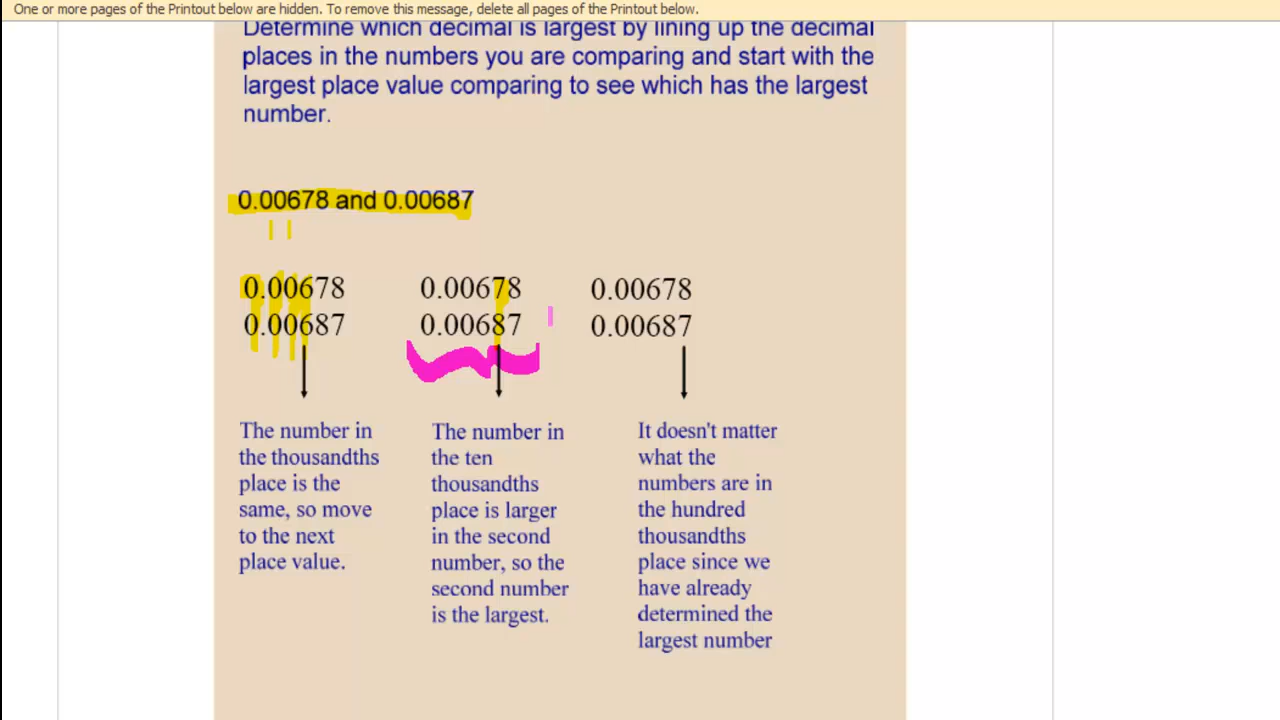 One or more pages of the Printout below are hidden. To remove this message, delete all pages of the Printout below.
Determine which decimal is largest by lining up the decimal
places in the numbers you are comparing and start with the
largest place value comparing to see which has the largest
number.
0.00678 and 0.00687
0.00678
0.00687
The number in
the thousandths
place is the
same, so move
to the next
place value.
0.00678
0.00687
The number in
the ten
thousandths
place is larger
in the second
number, so the
second number
is the largest.
0.00678
0.00687
It doesn't matter
what the
numbers are in
the hundred
thousandths
place since we
have already
determined the
largest number